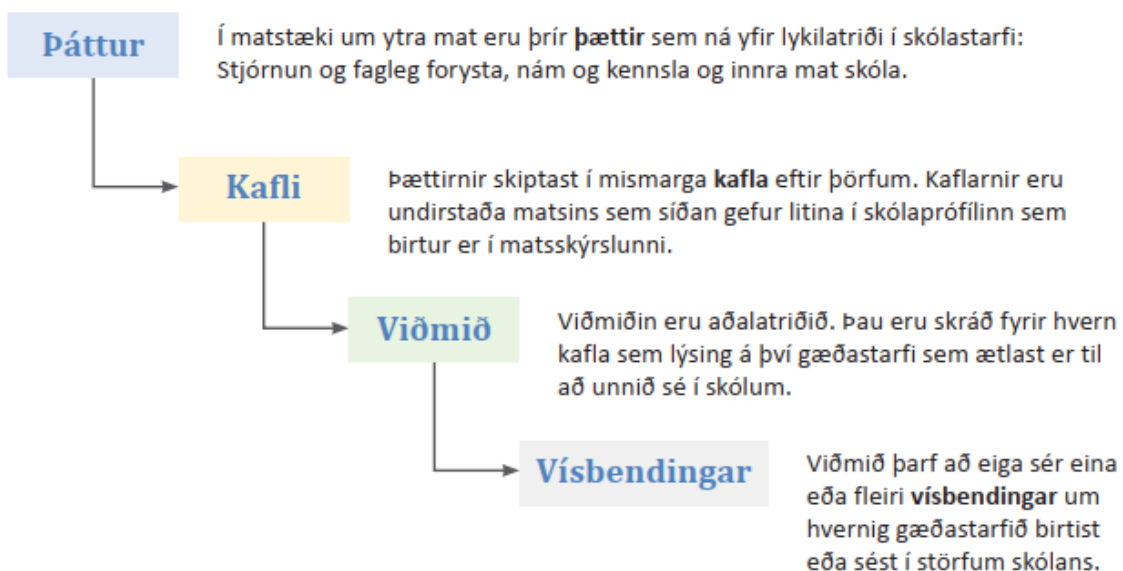 Þáttur
Í matstæki um ytra mat eru þrír þættir sem ná yfir lykilatriði í skólastarfi:
Stjórnun og fagleg forysta, nám og kennsla og innra mat skóla.
Kafli
Þættirnir skiptast í mismarga kafla eftir þörfum. Kaflarnir eru
undirstaða matsins sem síðan gefur litina í skólaprófílinn sem
birtur er í matsskýrslunni.
Viðmið
Viðmiðin eru aðalatriðið. Þau eru skráð fyrir hvern
kafla sem lýsing á því gæðastarfi sem ætlast er til
að unnið sé í skólum.
Vísbendingar
Viðmið þarf að eiga sér eina
eða fleiri vísbendingar um
hvernig gæðastarfið birtist
eða sést í störfum skólans.